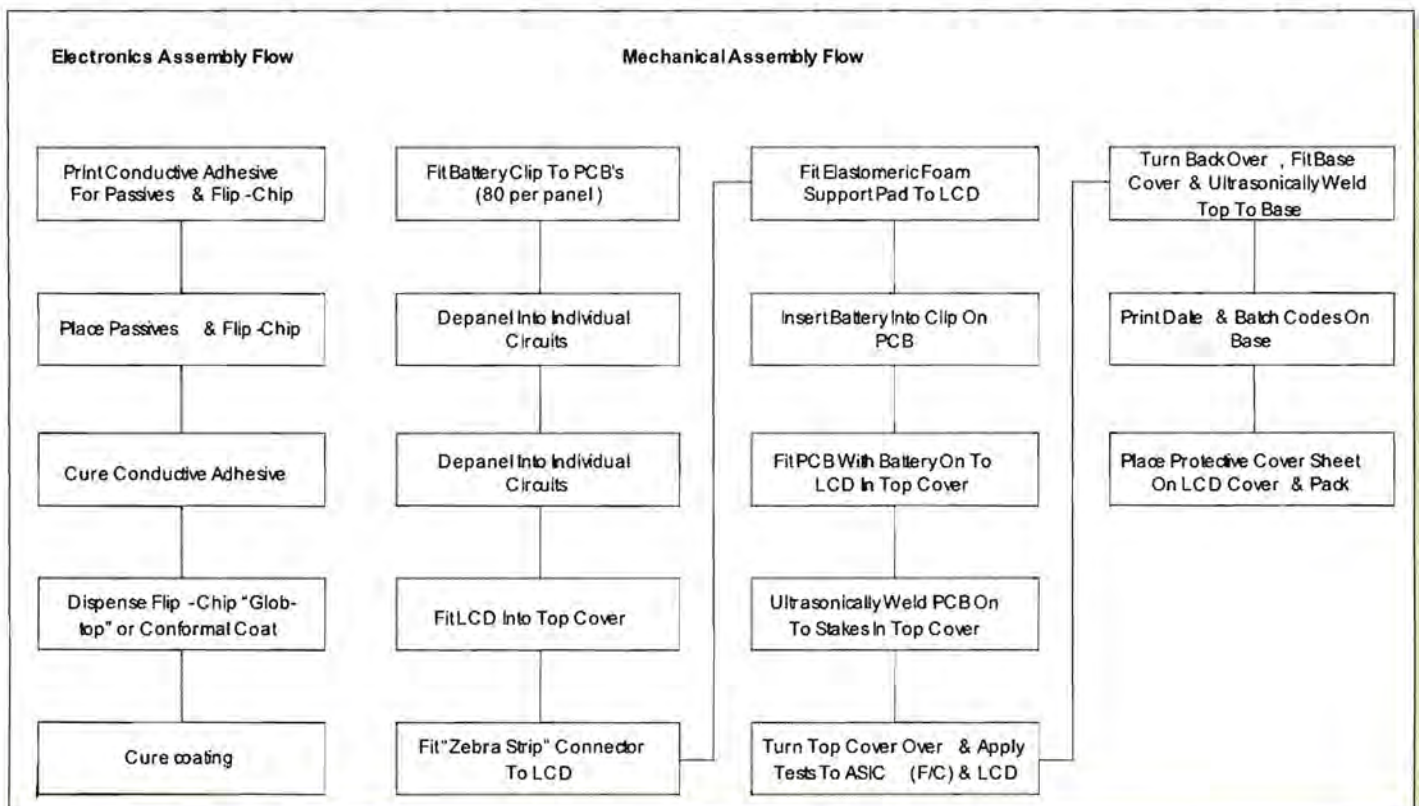 Electronics Assembly Flow
Mechanical Assembly Flow
Print Conductive Adhesive
For Passives & Flip-Chip
Place Passives & Flip-Chip
Cure Conductive Adhesive
Dispense Flip-Chip "Glob-
top" or Conformal Coat
Cure coating
Fit Battery Clip To PCB's
(80 per panel)
Depanel Into Individual
Circuits
Depanel Into Individual
Circuits
Fit LCD Into Top Cover
Fit "Zebra Strip" Connector
To LCD
Fit Elastomeric Foam
Support Pad To LCD
Insert Battery Into Clip On
PCB
Fit PCB With Battery On To
LCD In Top Cover
Ultrasonically Weld PCB On
To Stakes In Top Cover
Turn Top Cover Over & Apply
Tests To ASIC (F/C) & LCD
Turn Back Over, Fit Base
Cover & Ultrasonically Weld
Top To Base
Print Date & Batch Codes On
Base
Place Protective Cover Sheet
On LCD Cover & Pack